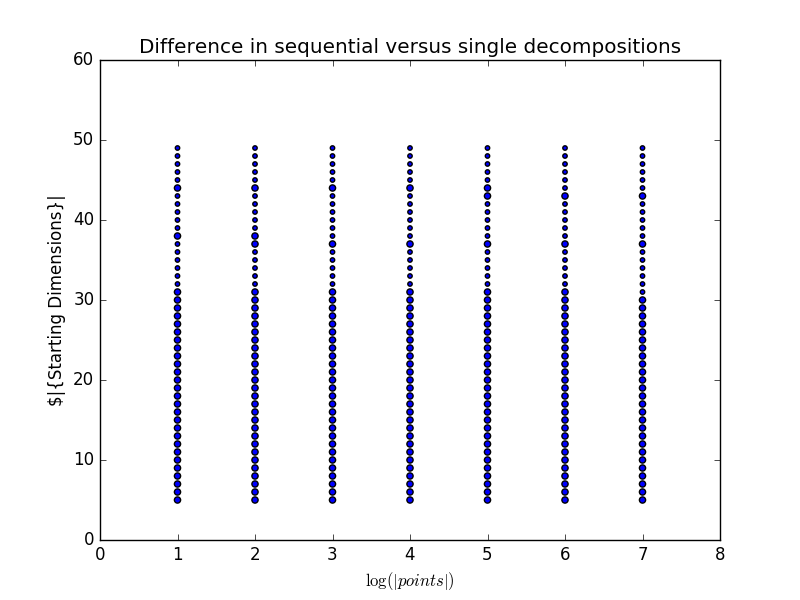 Difference in sequential versus single decompositions
60
50
40
30
20
10
0
$|{Starting Dimensions}|
0 1 2 3 4 5 6 7 8
log(|points|)